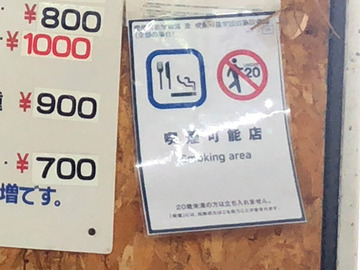 ¥800
¥1000
¥900
¥700
増です。
20
喫煙可能店
Smoking area
20歳未満の方は立ち入れません。